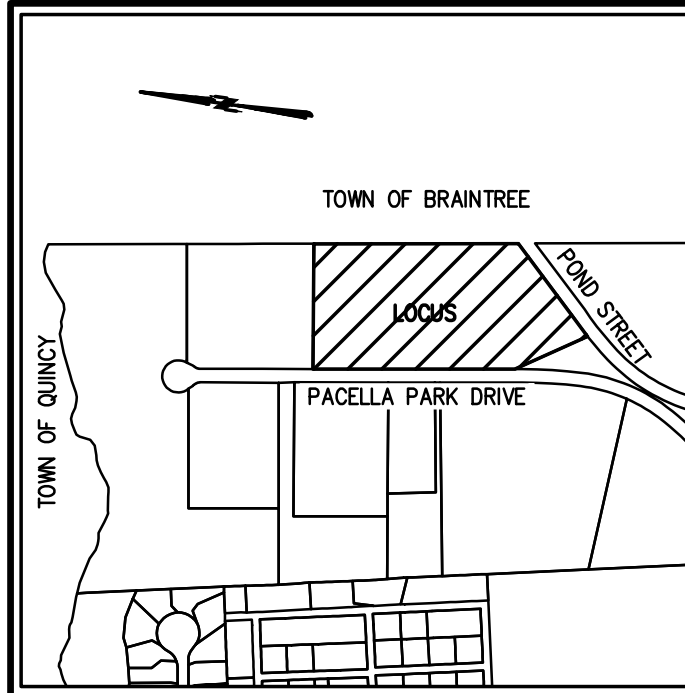 TOWN OF BRAINTREE
POND STREET
LOCUS
TOWN OF QUINCY
PACELLA PARK DRIVE